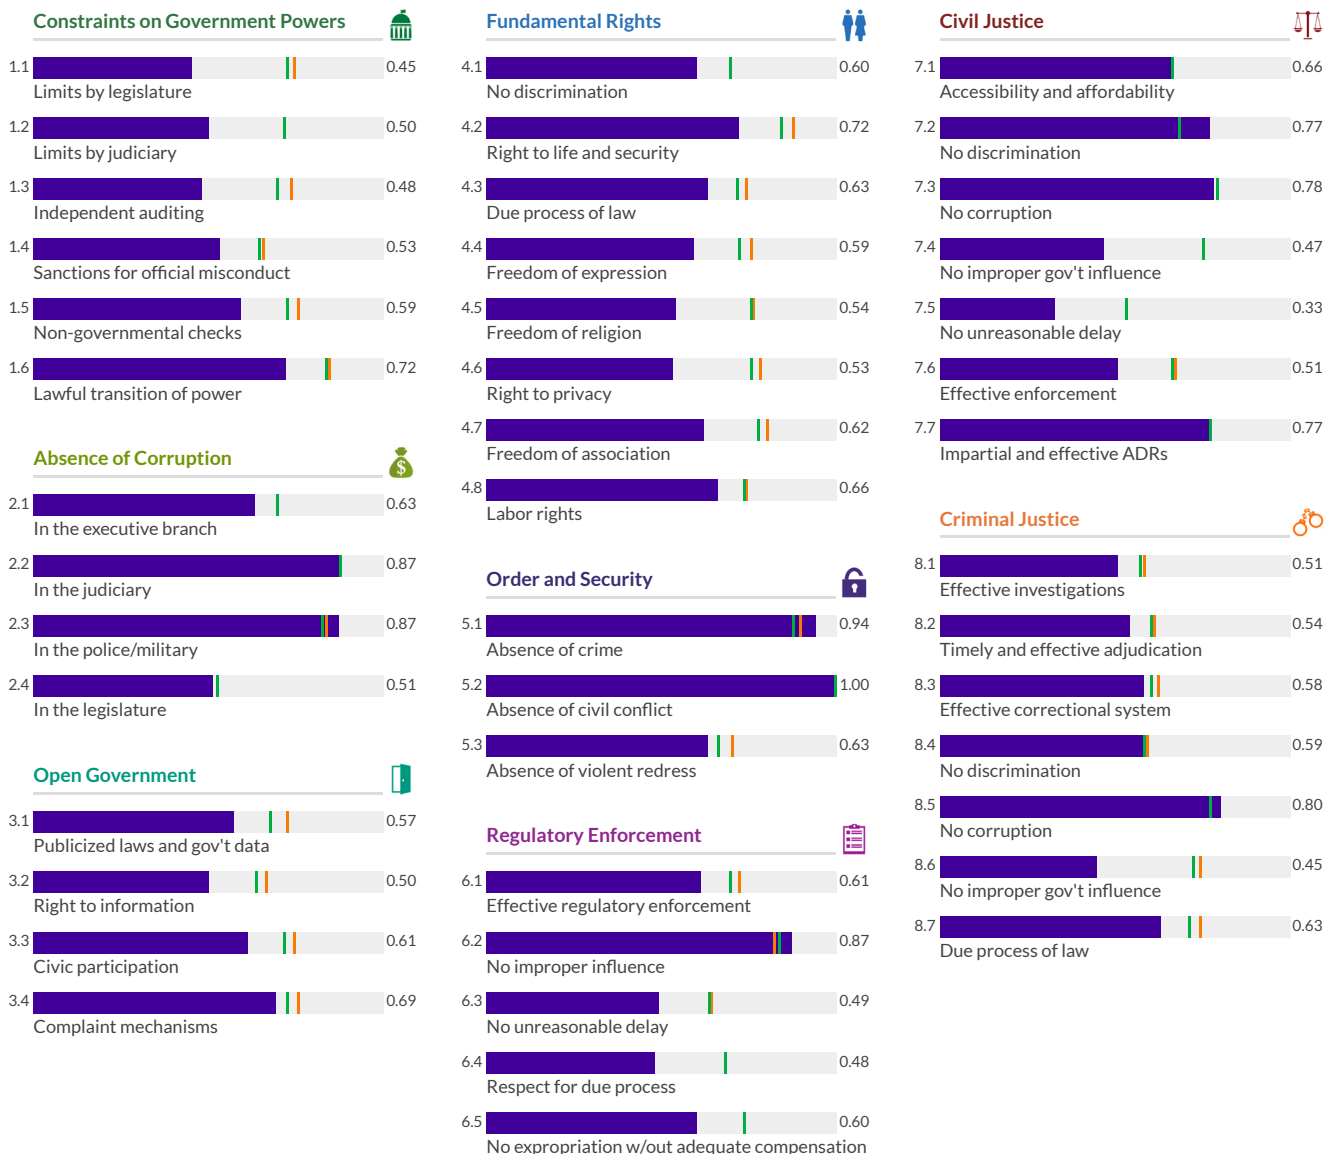 Constraints on Government Powers
1.1 0.45
Limits by legislature
1.2 0.50
Limits by judiciary
1.3 0.48
Independent auditing
1.4 0.53
Sanctions for official misconduct
1.5 0.59
Non-governmental checks
1.6 0.72
Lawful transition of power
Absence of Corruption
2.1 0.63
In the executive branch
2.2 0.87
In the judiciary
2.3 0.87
In the police/military
2.4 0.51
In the legislature
Open Government
3.1 0.57
Publicized laws and gov't data
3.2 0.50
Right to information
3.3 0.61
Civic participation
3.4 0.69
Complaint mechanisms
Fundamental Rights
4.1 0.60
No discrimination
4.2 0.72
Right to life and security
4.3 0.63
Due process of law
4.4 0.59
Freedom of expression
4.5 0.54
Freedom of religion
4.6 0.53
Right to privacy
4.7 0.62
Freedom of association
4.8 0.66
Labor rights
Order and Security
5.1 0.94
Absence of crime
5.2 1.00
Absence of civil conflict
5.3 0.63
Absence of violent redress
Regulatory Enforcement
6.1 0.61
Effective regulatory enforcement
6.2 0.87
No improper influence
6.3 0.49
No unreasonable delay
6.4 0.48
Respect for due process
6.5 0.60
No expropriation w/out adequate compensation
Civil Justice
7.1 0.66
Accessibility and affordability
7.2 0.77
No discrimination
7.3 0.78
No corruption
7.4 0.47
No improper gov't influence
7.5 0.33
No unreasonable delay
7.6 0.51
Effective enforcement
7.7 0.77
Impartial and effective ADRs
Criminal Justice
8.1 0.51
Effective investigations
8.2 0.54
Timely and effective adjudication
8.3 0.58
Effective correctional system
8.4 0.59
No discrimination
8.5 0.80
No corruption
8.6 0.45
No improper gov't influence
8.7 0.63
Due process of law